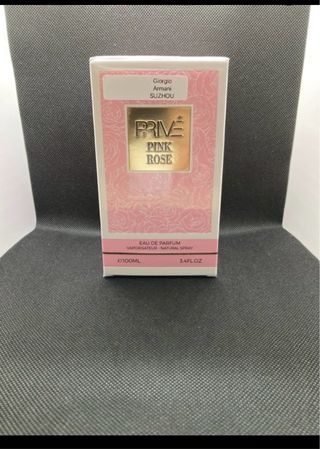 Giorgio
Armani
SUZHOU
PRIVÉ
PINK
ROSE
EAU DE PARFUM
VAPORISATEUR - NATURAL SPRAY
℮100ML 3.4FL.OZ